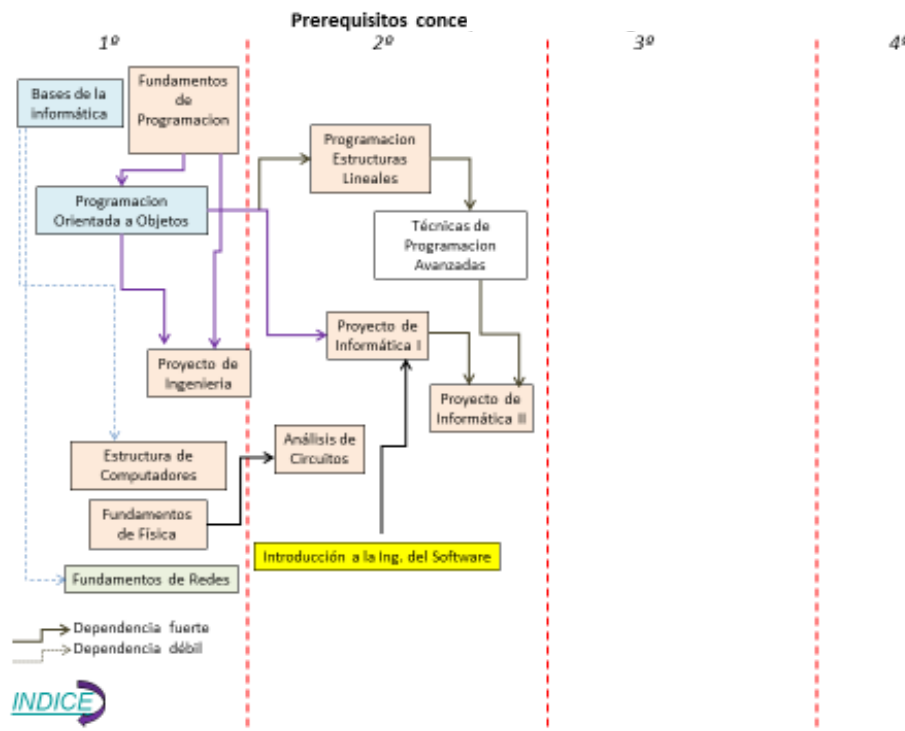 Prerequisitos conce
1º
2º
3º
4º
Bases de la
informática
Fundamentos
de
Programacion
Programacion
Estructuras
Lineales
Programacion
Orientada a Objetos
Técnicas de
Programacion
Avanzadas
Proyecto de
Informática I
Proyecto de
Ingenieria
Proyecto de
Informática II
Estructura de
Computadores
Análisis de
Circuitos
Fundamentos
de Física
Introducción a la Ing. del Software
Fundamentos de Redes
Dependencia fuerte
Dependencia débil
INDICE